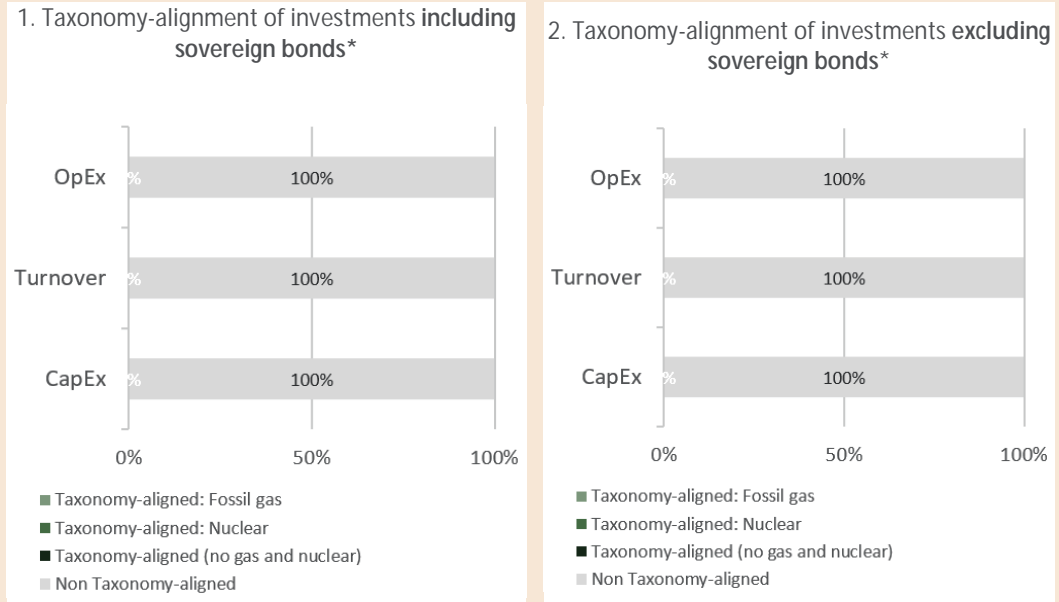 1. Taxonomy-alignment of investments including
sovereign bonds*
OpEx
%
100%
Turnover
%
100%
CapEx
%
100%
0%
50%
100%
Taxonomy-aligned: Fossil gas
Taxonomy-aligned: Nuclear
Taxonomy-aligned (no gas and nuclear)
Non Taxonomy-aligned
2. Taxonomy-alignment of investments excluding
sovereign bonds*
OpEx
%
100%
Turnover
%
100%
CapEx
%
100%
0%
50%
100%
Taxonomy-aligned: Fossil gas
Taxonomy-aligned: Nuclear
Taxonomy-aligned (no gas and nuclear)
Non Taxonomy-aligned